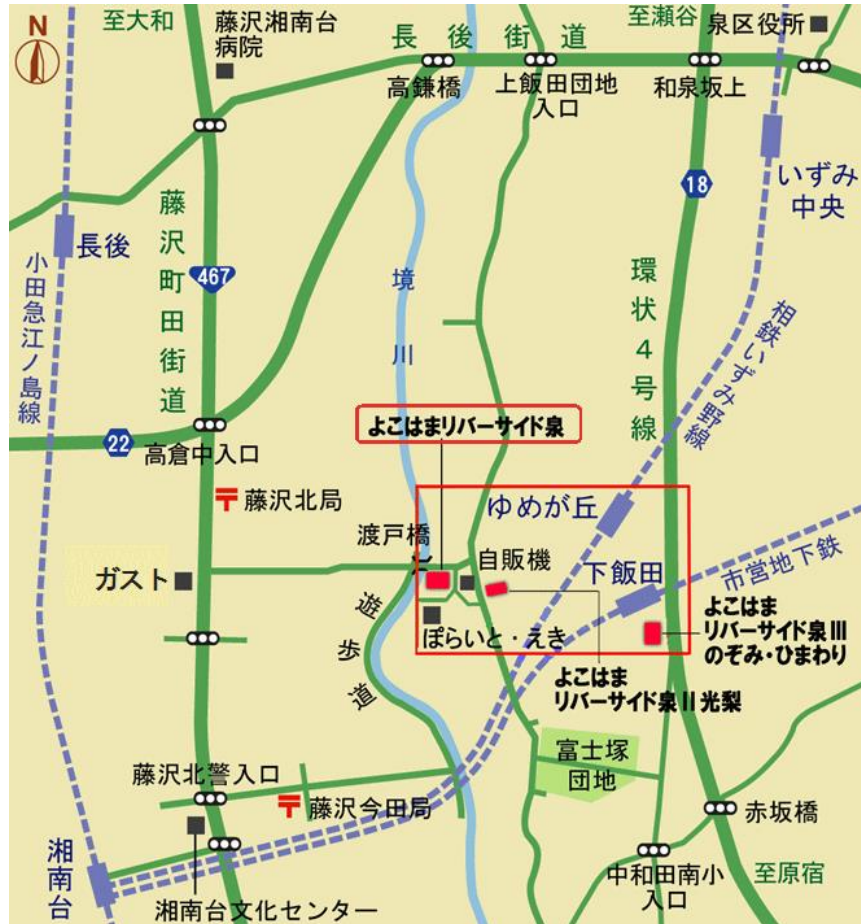 N
至大和
藤沢湘南台
病院
長後街道
至瀬谷
泉区役所
高鎌橋
上飯田団地
入口
和泉坂上
18
いずみ
中央
長後
藤沢町田街道
467
小田急江ノ島線
境川
環状4号線
相鉄いずみ野線
よこはまリバーサイド泉
22
高倉中入口
〒藤沢北局
ゆめが丘
渡戸橋
自販機
下飯田
市営地下鉄
ガスト
遊歩道
ぽらいと・えき
よこはま
リバーサイド泉Ⅲ
のぞみ・ひまわり
よこはま
リバーサイド泉Ⅱ光梨
富士塚
団地
藤沢北警入口
〒藤沢今田局
赤坂橋
湘南台
中和田南小
入口
至原宿
湘南台文化センター